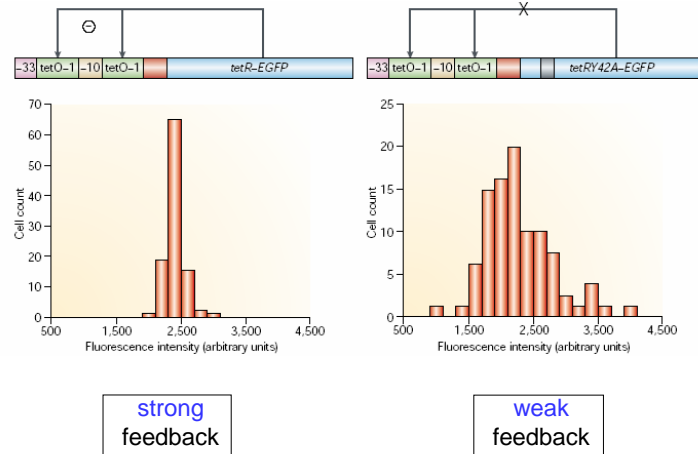 X
−33 tetO–1 −10 tetO–1 tetR–EGFP
−33 tetO–1 −10 tetO–1 tetRY42A–EGFP
70
60
50
40
30
20
10
0
Cell count
500 1,500 2,500 3,500 4,500
Fluorescence intensity (arbitrary units)
25
20
15
10
5
0
Cell count
500 1,500 2,500 3,500 4,500
Fluorescence intensity (arbitrary units)
strong
feedback
weak
feedback